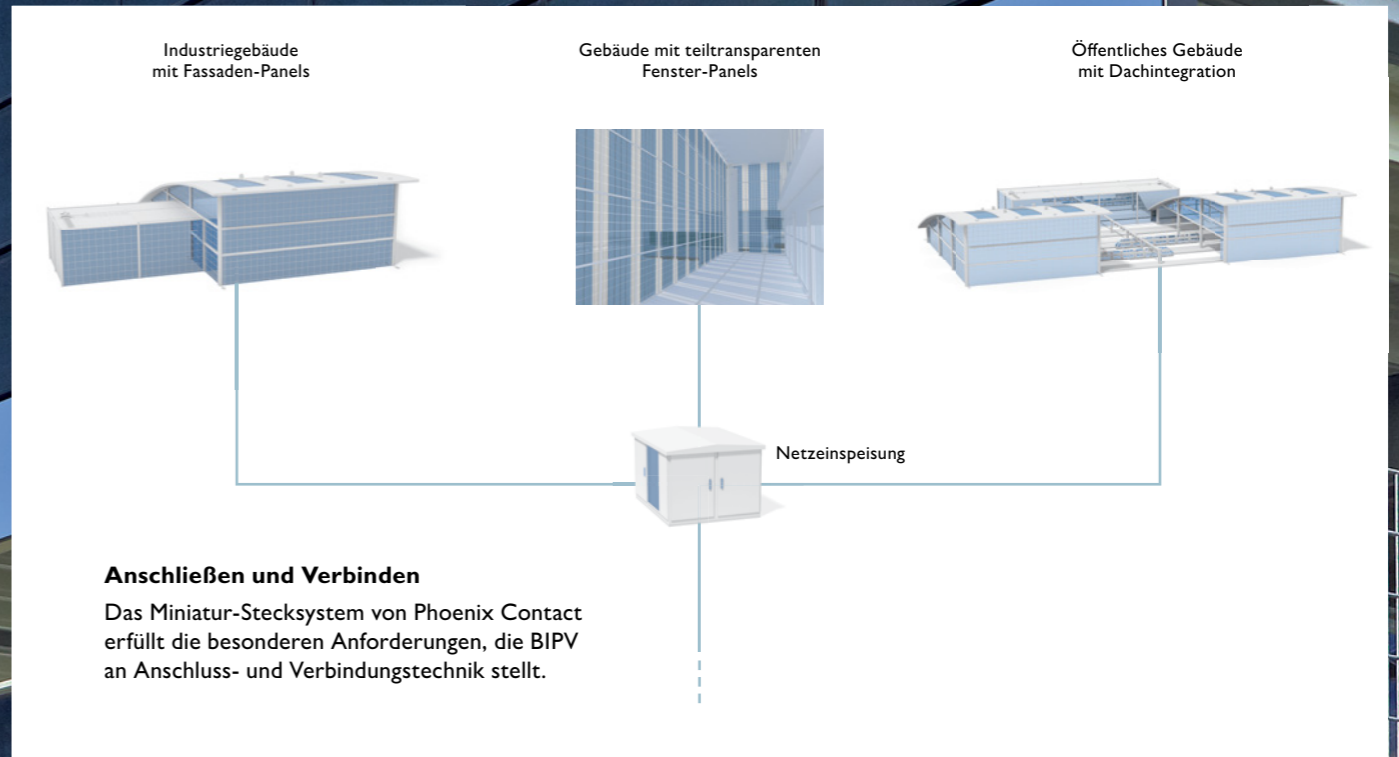 Industriegebäude
mit Fassaden-Panels
Gebäude mit teiltransparenten
Fenster-Panels
Öffentliches Gebäude
mit Dachintegration
Netzeinspeisung
Anschließen und Verbinden
Das Miniatur-Stecksystem von Phoenix Contact
erfüllt die besonderen Anforderungen, die BIPV
an Anschluss- und Verbindungstechnik stellt.